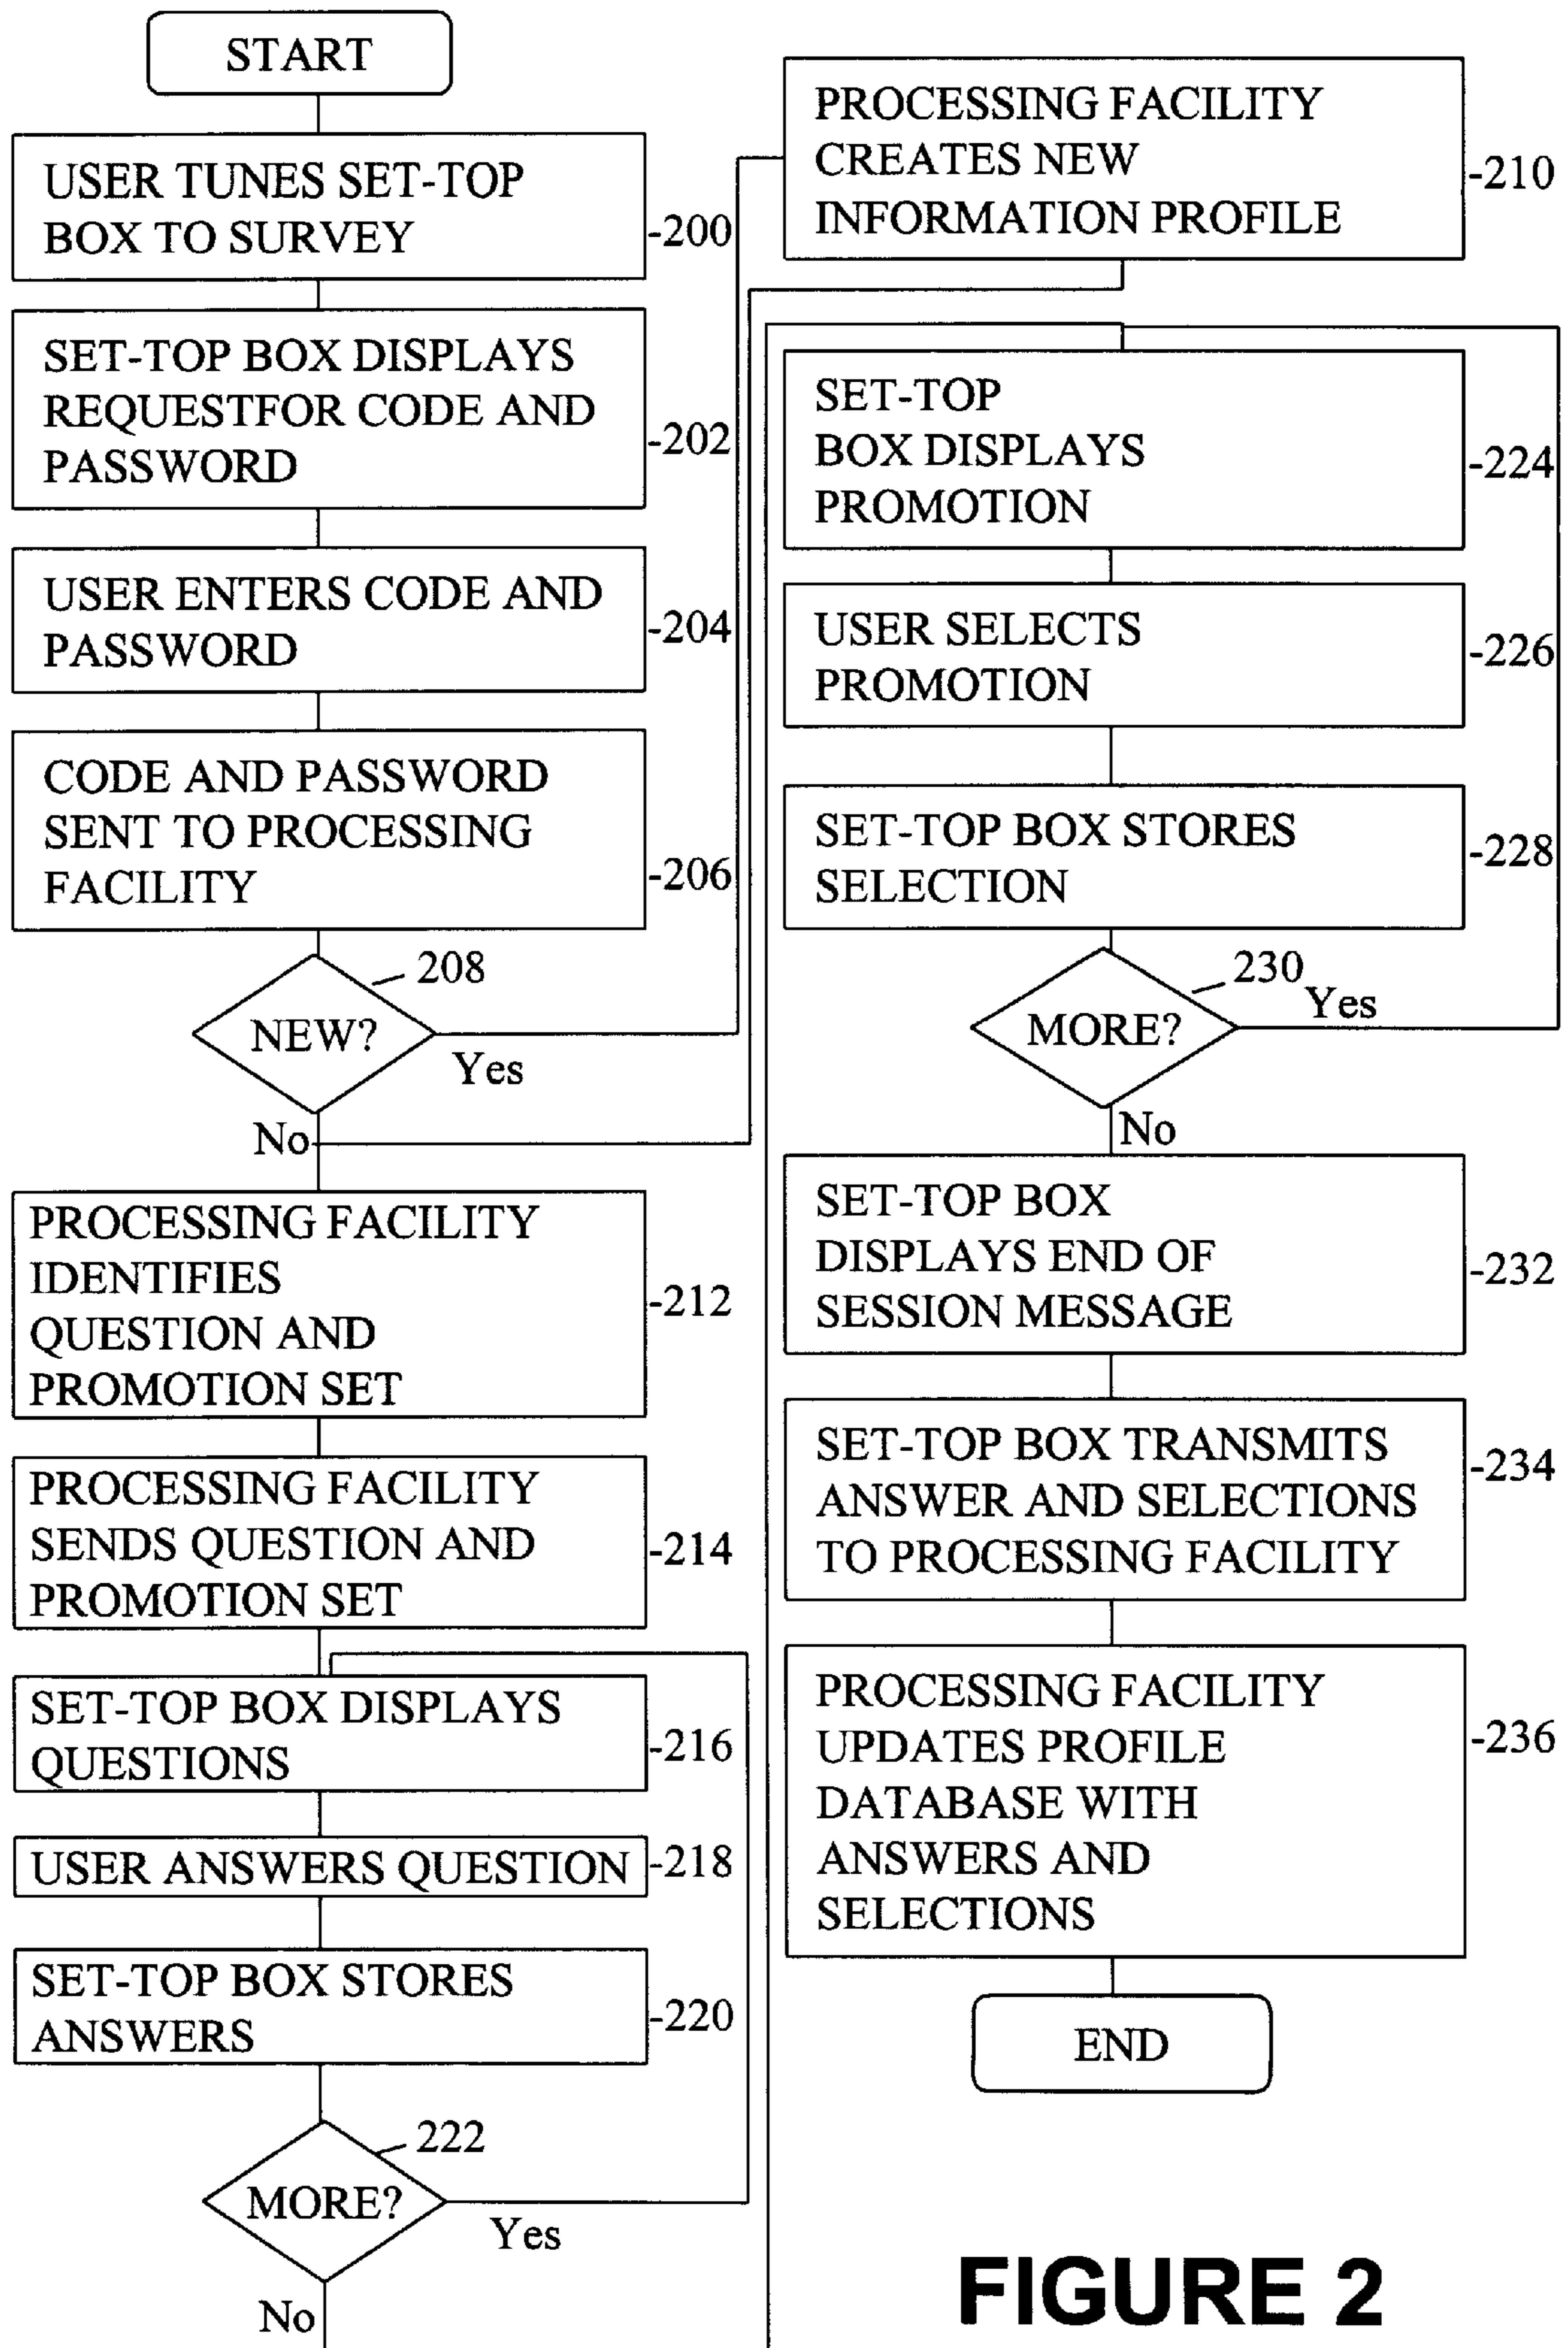 START
USER TUNES SET-TOP
BOX TO SURVEY
-200
SET-TOP BOX DISPLAYS
REQUESTFOR CODE AND
PASSWORD
-202
USER ENTERS CODE AND
PASSWORD
-204
CODE AND PASSWORD
SENT TO PROCESSING
FACILITY
-206
208
NEW?
Yes
No
PROCESSING FACILITY
IDENTIFIES
QUESTION AND
PROMOTION SET
-212
PROCESSING FACILITY
SENDS QUESTION AND
PROMOTION SET
-214
SET-TOP BOX DISPLAYS
QUESTIONS
-216
USER ANSWERS QUESTION
-218
SET-TOP BOX STORES
ANSWERS
-220
222
MORE?
Yes
No
PROCESSING FACILITY
CREATES NEW
INFORMATION PROFILE
-210
SET-TOP
BOX DISPLAYS
PROMOTION
-224
USER SELECTS
PROMOTION
-226
SET-TOP BOX STORES
SELECTION
-228
230
MORE?
Yes
No
SET-TOP BOX
DISPLAYS END OF
SESSION MESSAGE
-232
SET-TOP BOX TRANSMITS
ANSWER AND SELECTIONS
TO PROCESSING FACILITY
-234
PROCESSING FACILITY
UPDATES PROFILE
DATABASE WITH
ANSWERS AND
SELECTIONS
-236
END
FIGURE 2